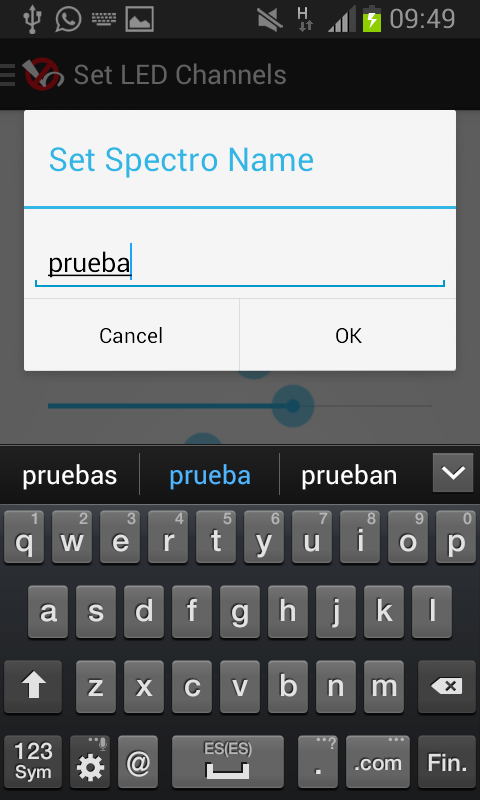 H 09:49
Set LED Channels
Set Spectro Name
prueba
Cancel OK
pruebas prueba prueban
1 2 3 4 5 6 7 8 9 0
q w e r t y u i o p
a s d f g h j k l
z x c v b n m
123 Sym @ ES(ES) . ...? .com ... Fin.